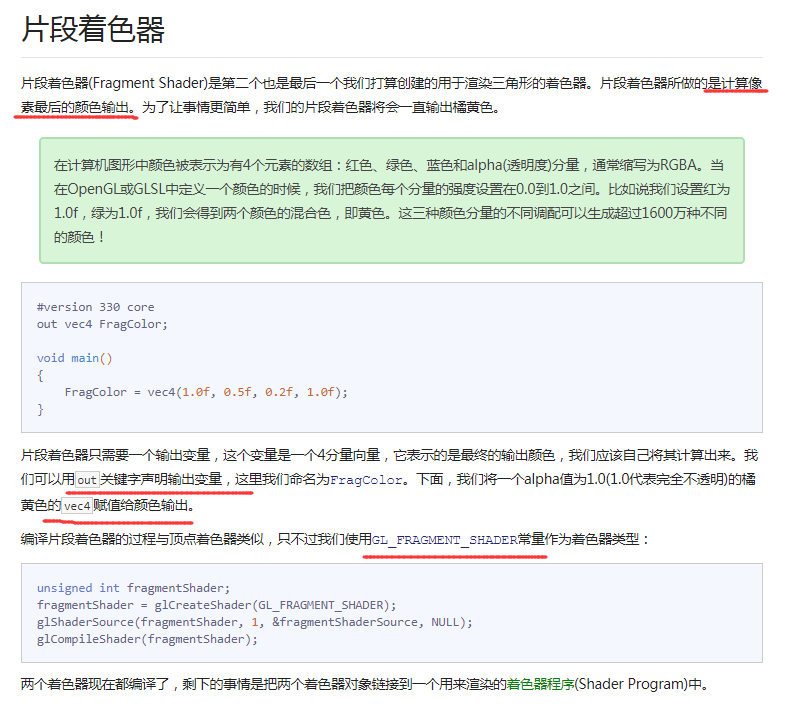 片段着色器
片段着色器(Fragment Shader)是第二个也是最后一个我们打算创建的用于渲染三角形的着色器。片段着色器所做的是计算像
素最后的颜色输出。为了让事情更简单，我们的片段着色器将会一直输出橘黄色。
在计算机图形中颜色被表示为有4个元素的数组：红色、绿色、蓝色和alpha(透明度)分量，通常缩写为RGBA。当
在OpenGL或GLSL中定义一个颜色的时候，我们把颜色每个分量的强度设置在0.0到1.0之间。比如说我们设置红为
1.0f，绿为1.0f，我们会得到两个颜色的混合色，即黄色。这三种颜色分量的不同调配可以生成超过1600万种不同
的颜色！
#version 330 core
out vec4 FragColor;
void main()
{
    FragColor = vec4(1.0f, 0.5f, 0.2f, 1.0f);
}
片段着色器只需要一个输出变量，这个变量是一个4分量向量，它表示的是最终的输出颜色，我们应该自己将其计算出来。我
们可以用out关键字声明输出变量，这里我们命名为FragColor。下面，我们将一个alpha值为1.0(1.0代表完全不透明)的橘
黄色的vec4赋值给颜色输出。
编译片段着色器的过程与顶点着色器类似，只不过我们使用GL_FRAGMENT_SHADER常量作为着色器类型：
unsigned int fragmentShader;
fragmentShader = glCreateShader(GL_FRAGMENT_SHADER);
glShaderSource(fragmentShader, 1, &fragmentShaderSource, NULL);
glCompileShader(fragmentShader);
两个着色器现在都编译了，剩下的事情是把两个着色器对象链接到一个用来渲染的着色器程序(Shader Program)中。